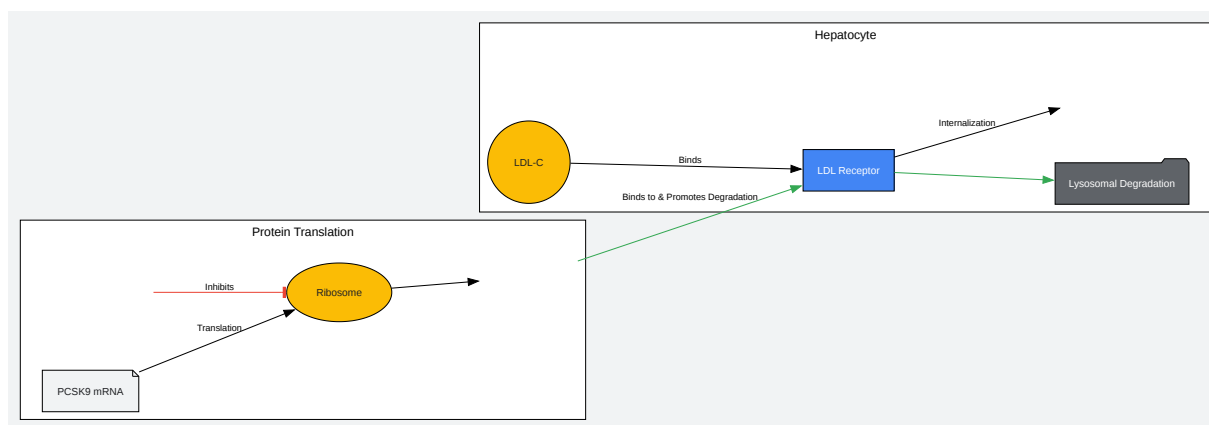 Hepatocyte
Internalization
LDL-C
Binds
LDL Receptor
Lysosomal Degradation
Binds to & Promotes Degradation
Protein Translation
Inhibits
Ribosome
Translation
PCSK9 mRNA